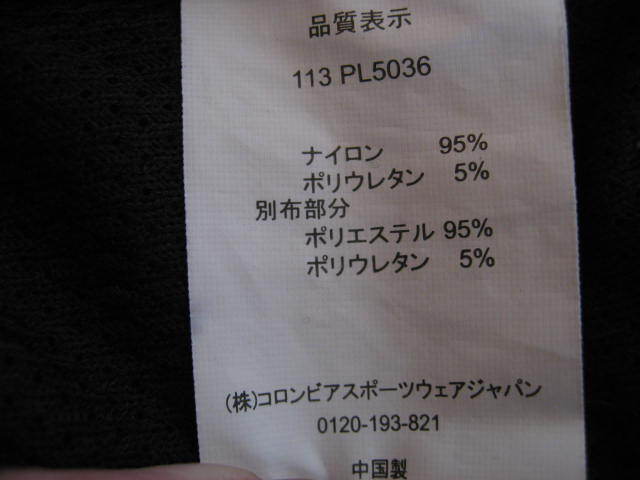 品質表示
113 PL5036
ナイロン 95%
ポリウレタン 5%
別布部分
ポリエステル 95%
ポリウレタン 5%
(株)コロンビアスポーツウェアジャパン
0120-193-821
中国製